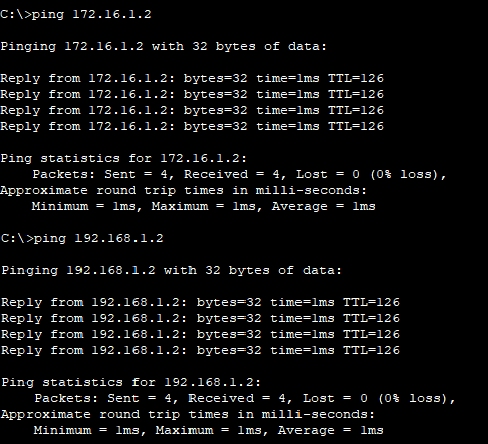 C:\>ping 172.16.1.2
Pinging 172.16.1.2 with 32 bytes of data:
Reply from 172.16.1.2: bytes=32 time=1ms TTL=126
Reply from 172.16.1.2: bytes=32 time=1ms TTL=126
Reply from 172.16.1.2: bytes=32 time=1ms TTL=126
Reply from 172.16.1.2: bytes=32 time=1ms TTL=126
Ping statistics for 172.16.1.2:
Packets: Sent = 4, Received = 4, Lost = 0 (0% loss),
Approximate round trip times in milli-seconds:
Minimum = 1ms, Maximum = 1ms, Average = 1ms
C:\>ping 192.168.1.2
Pinging 192.168.1.2 with 32 bytes of data:
Reply from 192.168.1.2: bytes=32 time=1ms TTL=126
Reply from 192.168.1.2: bytes=32 time=1ms TTL=126
Reply from 192.168.1.2: bytes=32 time=1ms TTL=126
Reply from 192.168.1.2: bytes=32 time=1ms TTL=126
Ping statistics for 192.168.1.2:
Packets: Sent = 4, Received = 4, Lost = 0 (0% loss),
Approximate round trip times in milli-seconds:
Minimum = 1ms, Maximum = 1ms, Average = 1ms